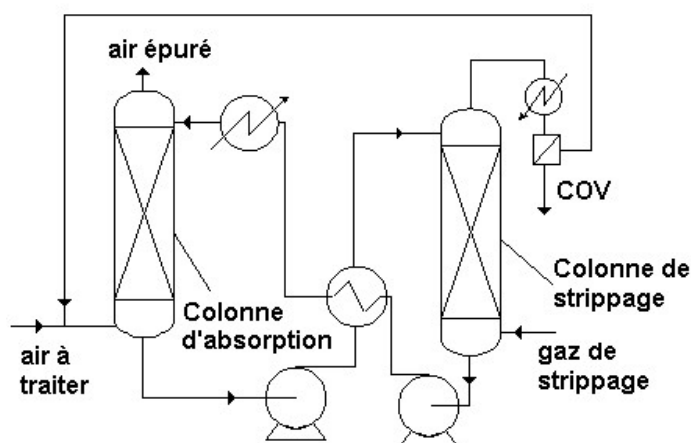 air épuré
COV
Colonne de
strippage
Colonne
d'absorption
air à
traiter
gaz de
strippage